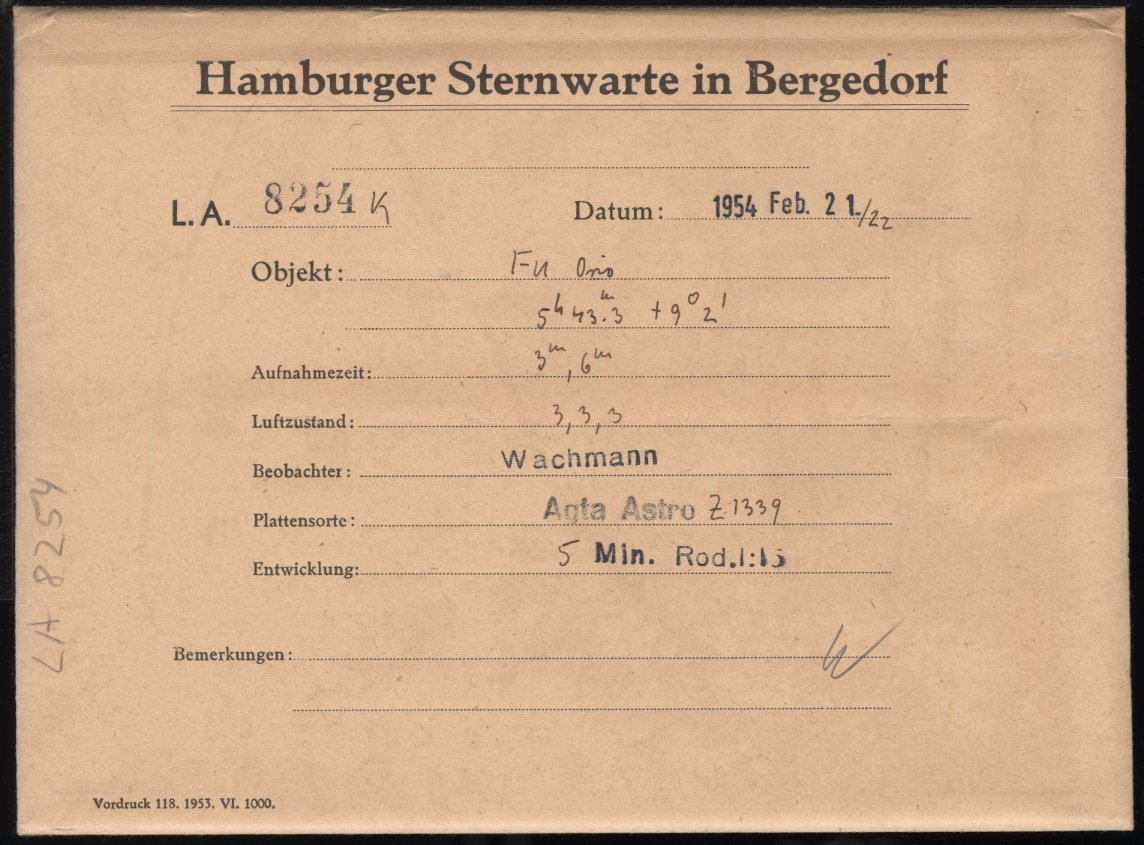 Hamburger Sternwarte in Bergedorf
L. A. 8254 K
Datum: 1954 Feb. 21./22
Objekt: FU Orio
5h 43.m3 +9° 2'
Aufnahmezeit: 3m, 6m
Luftzustand: 3, 3, 3
Beobachter: Wachmann
Plattensorte: Agfa Astro Z 1339
Entwicklung: 5 Min. Rod.1:15
Bemerkungen: W
Vordruck 118. 1953. VI. 1000.
LA 8254